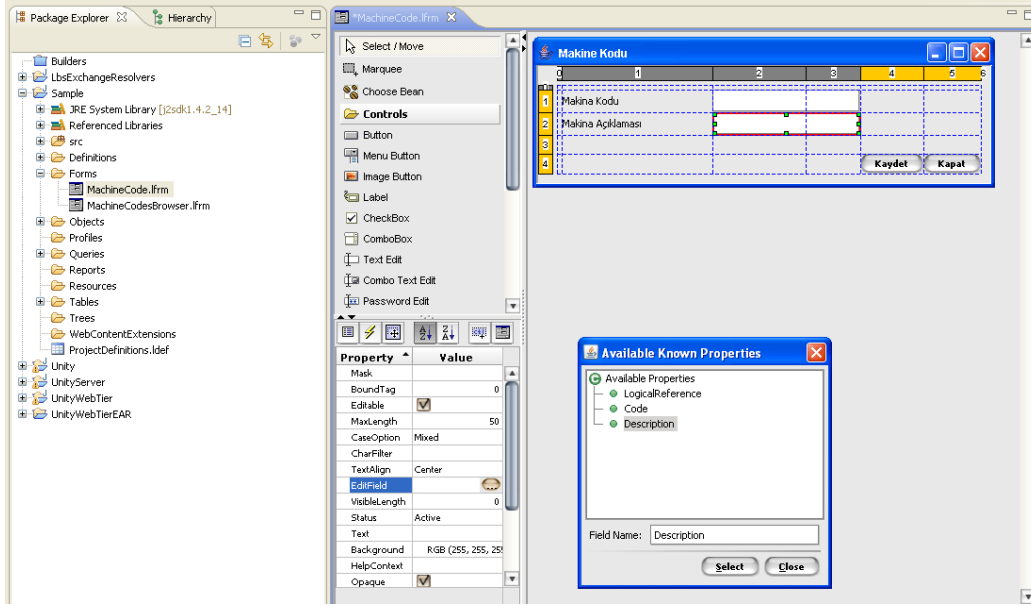 Package Explorer
Hierarchy
Builders
LbsExchangeResolvers
Sample
JRE System Library [j2sdk1.4.2_14]
Referenced Libraries
src
Definitions
Forms
MachineCode.lfrm
MachineCodesBrowser.lfrm
Objects
Profiles
Queries
Reports
Resources
Tables
Trees
WebContentExtensions
ProjectDefinitions.ldef
Unity
UnityServer
UnityWebTier
UnityWebTierEAR
*MachineCode.lfrm
Select / Move
Marquee
Choose Bean
Controls
Button
Menu Button
Image Button
Label
CheckBox
ComboBox
Text Edit
Combo Text Edit
Password Edit
Property Value
Mask
BoundTag 0
Editable
MaxLength 50
CaseOption Mixed
CharFilter
TextAlign Center
EditField
VisibleLength 0
Status Active
Text
Background RGB (255, 255, 255
HelpContext
Opaque
Makine Kodu
0 1 2 3 4 5 6
1 Makina Kodu
2 Makina Açıklaması
3
4 Kaydet Kapat
Available Known Properties
Available Properties
LogicalReference
Code
Description
Field Name: Description
Select Close